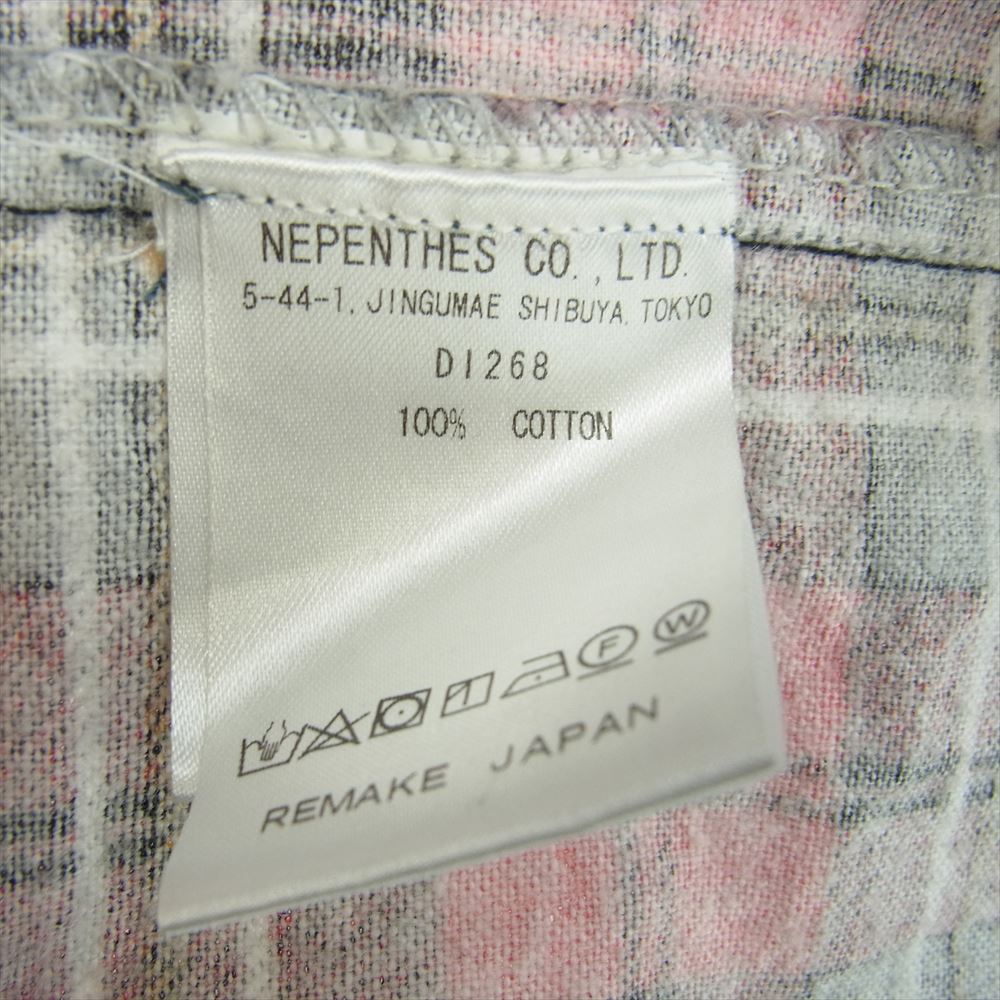 NEPENTHES CO., LTD.
5-44-1, JINGUMAE SHIBUYA, TOKYO
DI268
100% COTTON
F W
REMAKE JAPAN